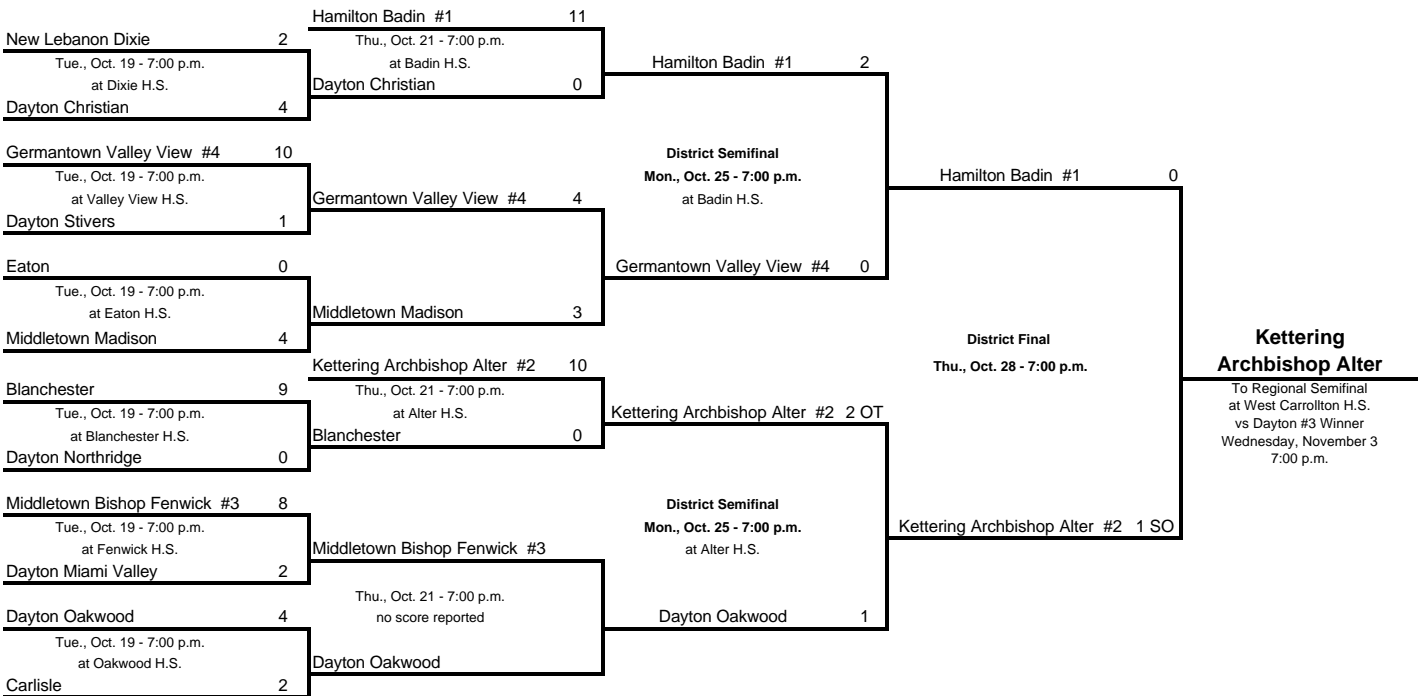 Hamilton Badin #1 11
New Lebanon Dixie 2
Thu., Oct. 21 - 7:00 p.m.
Tue., Oct. 19 - 7:00 p.m.
at Badin H.S.
Hamilton Badin #1 2
at Dixie H.S.
Dayton Christian 0
Dayton Christian 4
Germantown Valley View #4 10
District Semifinal
Tue., Oct. 19 - 7:00 p.m.
Mon., Oct. 25 - 7:00 p.m.
Hamilton Badin #1 0
at Valley View H.S.
Germantown Valley View #4 4
at Badin H.S.
Dayton Stivers 1
Eaton 0
Germantown Valley View #4 0
Tue., Oct. 19 - 7:00 p.m.
at Eaton H.S.
Middletown Madison 3
Middletown Madison 4
District Final
Kettering
Archbishop Alter
Kettering Archbishop Alter #2 10
Thu., Oct. 28 - 7:00 p.m.
Blanchester 9
Thu., Oct. 21 - 7:00 p.m.
To Regional Semifinal
Tue., Oct. 19 - 7:00 p.m.
at Alter H.S.
Kettering Archbishop Alter #2 2 OT
at West Carrollton H.S.
at Blanchester H.S.
Blanchester 0
vs Dayton #3 Winner
Dayton Northridge 0
Wednesday, November 3
7:00 p.m.
Middletown Bishop Fenwick #3 8
District Semifinal
Tue., Oct. 19 - 7:00 p.m.
Mon., Oct. 25 - 7:00 p.m.
Kettering Archbishop Alter #2 1 SO
at Fenwick H.S.
Middletown Bishop Fenwick #3
at Alter H.S.
Dayton Miami Valley 2
Thu., Oct. 21 - 7:00 p.m.
Dayton Oakwood 4
no score reported
Dayton Oakwood 1
Tue., Oct. 19 - 7:00 p.m.
at Oakwood H.S.
Dayton Oakwood
Carlisle 2